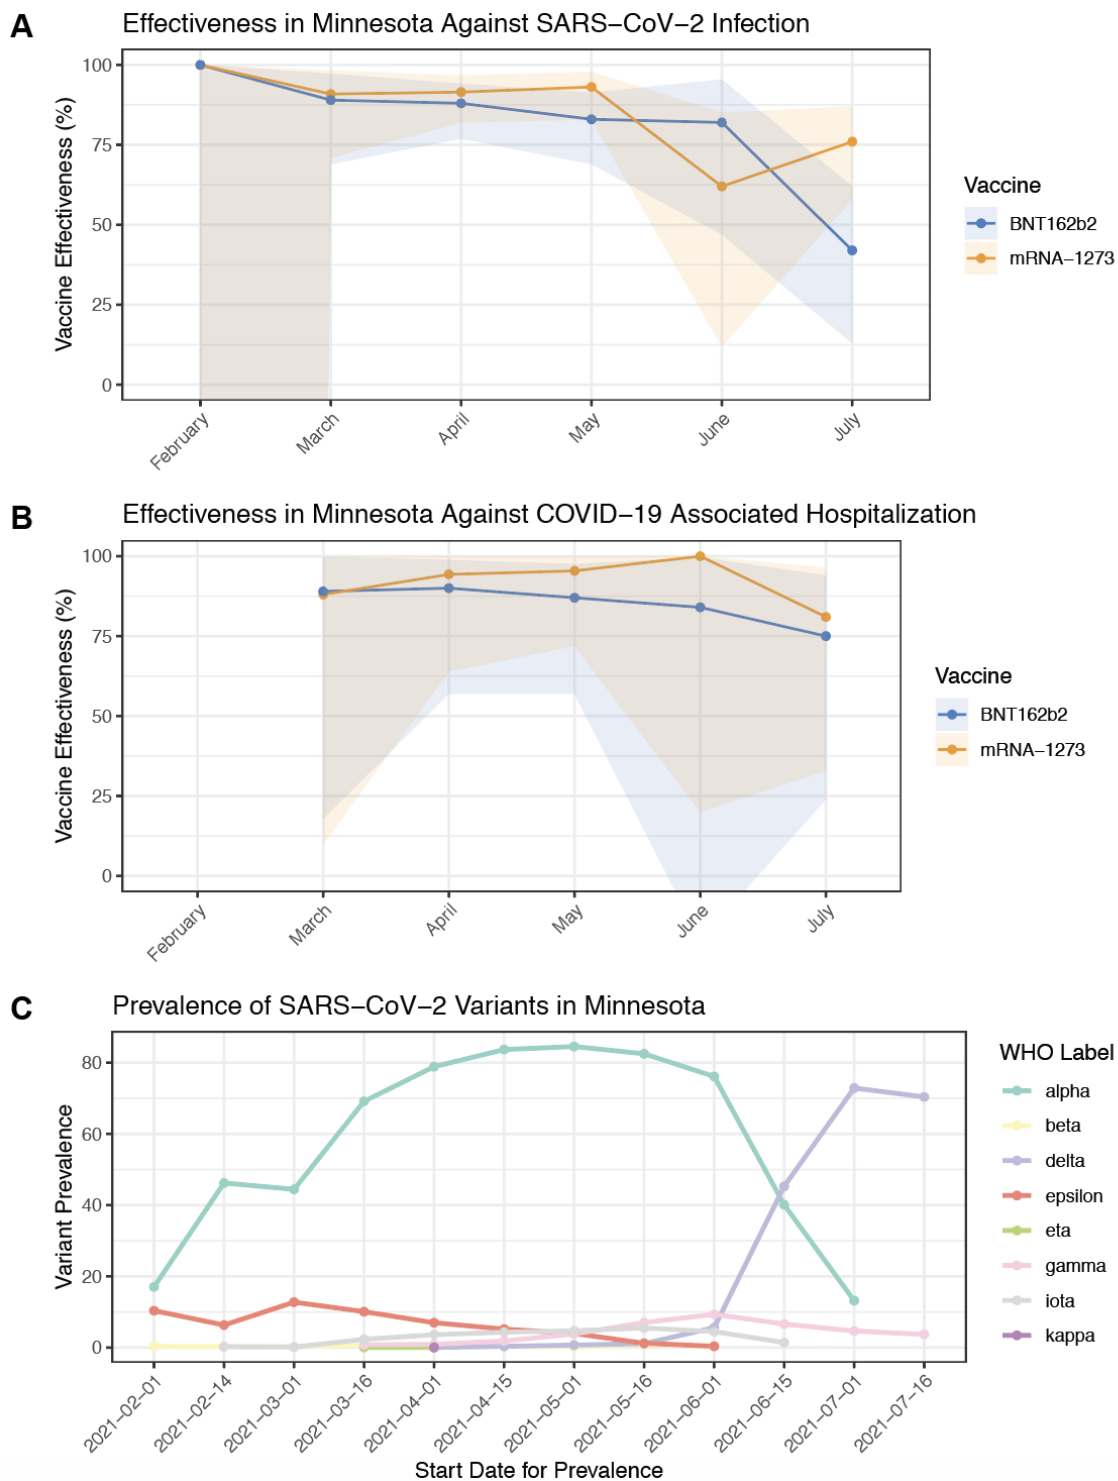 A
Effectiveness in Minnesota Against SARS−CoV−2 Infection
Vaccine Effectiveness (%)
100
75
50
25
0
February
March
April
May
June
July
Vaccine
BNT162b2
mRNA−1273
B
Effectiveness in Minnesota Against COVID−19 Associated Hospitalization
Vaccine Effectiveness (%)
100
75
50
25
0
February
March
April
May
June
July
Vaccine
BNT162b2
mRNA−1273
C
Prevalence of SARS−CoV−2 Variants in Minnesota
Variant Prevalence
80
60
40
20
0
2021−02−01
2021−02−14
2021−03−01
2021−03−16
2021−04−01
2021−04−15
2021−05−01
2021−05−16
2021−06−01
2021−06−15
2021−07−01
2021−07−16
Start Date for Prevalence
WHO Label
alpha
beta
delta
epsilon
eta
gamma
iota
kappa